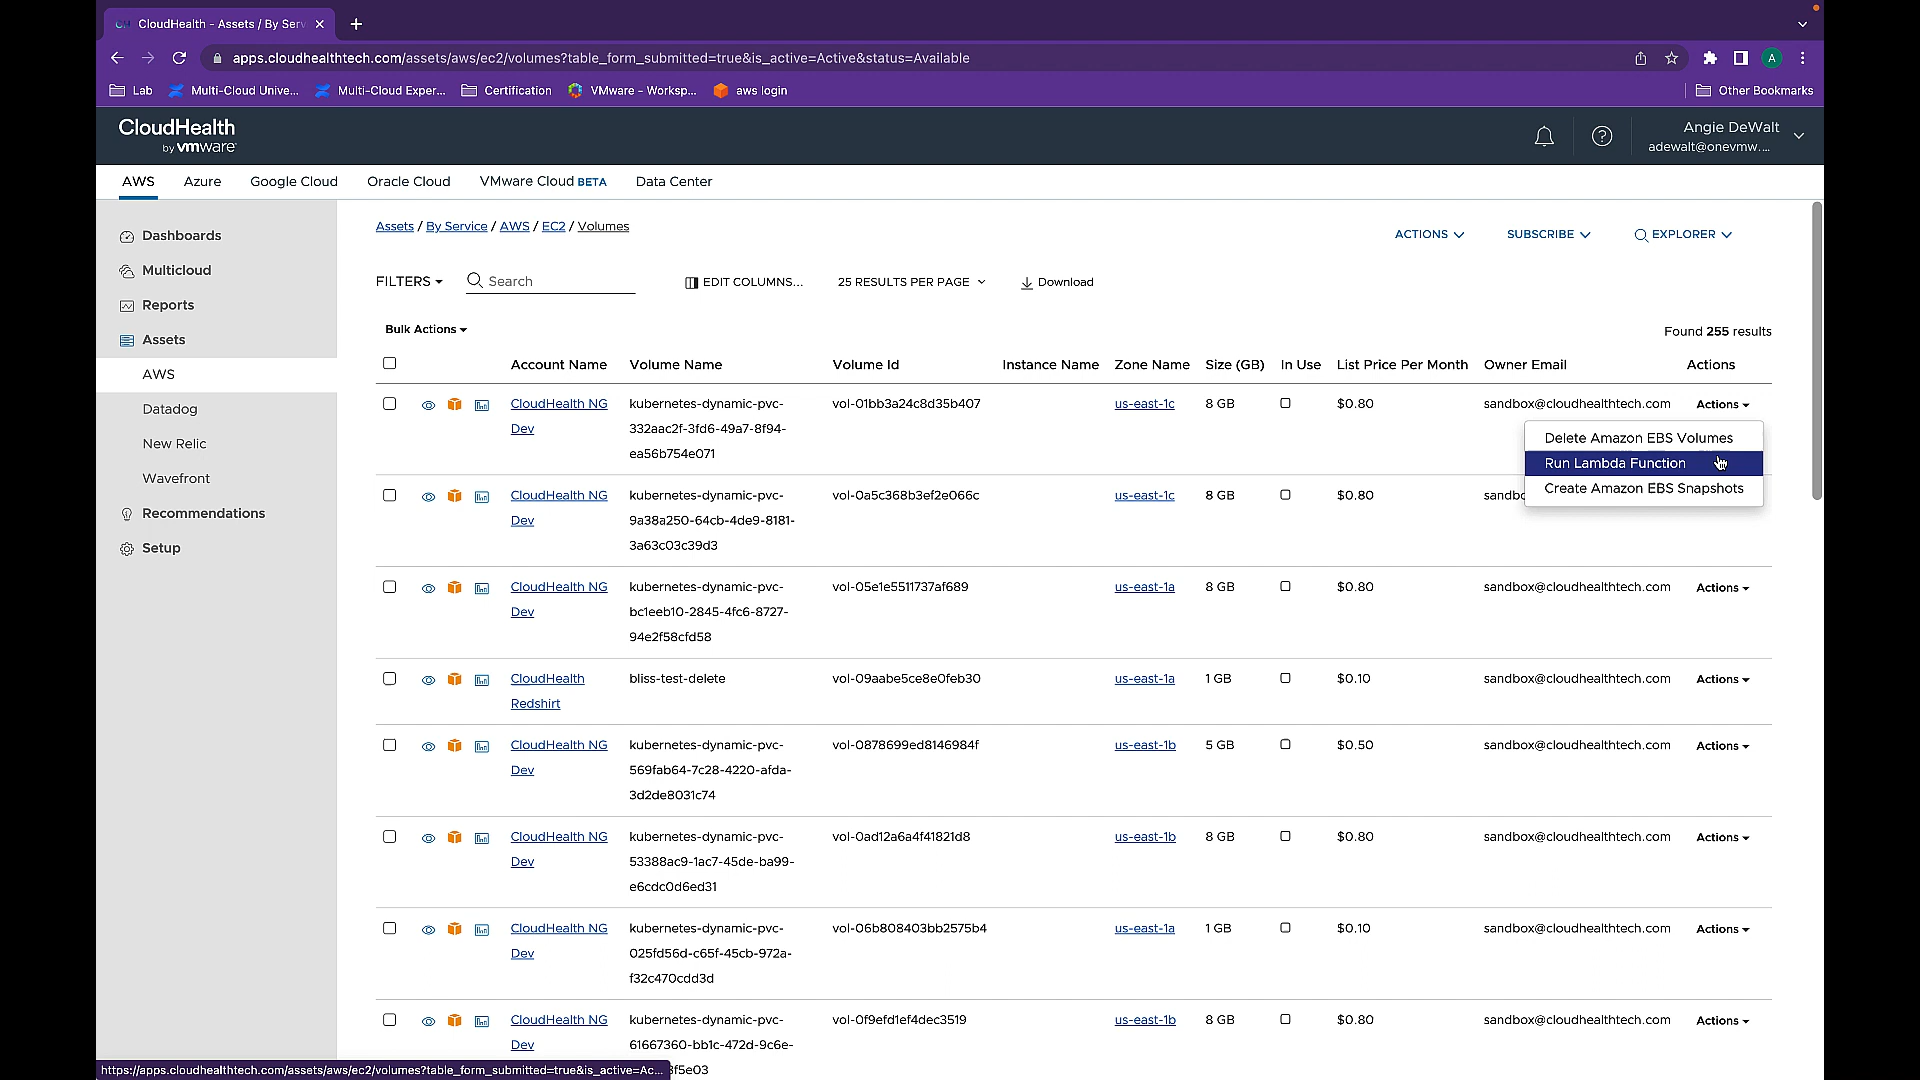 CloudHealth - Assets / By Serv
apps.cloudhealthtech.com/assets/aws/ec2/volumes?table_form_submitted=true&is_active=Active&status=Available
A
Lab
Multi-Cloud Unive...
Multi-Cloud Exper...
Certification
VMware - Worksp...
aws login
Other Bookmarks
CloudHealth
by vmware
Angie DeWalt
adewalt@onevmw....
AWS Azure Google Cloud Oracle Cloud VMware Cloud BETA Data Center
Dashboards
Multicloud
Reports
Assets
AWS
Datadog
New Relic
Wavefront
Recommendations
Setup
Assets / By Service / AWS / EC2 / Volumes
ACTIONS SUBSCRIBE EXPLORER
FILTERS Search EDIT COLUMNS... 25 RESULTS PER PAGE Download
Bulk Actions
Found 255 results
Account Name Volume Name Volume Id Instance Name Zone Name Size (GB) In Use List Price Per Month Owner Email Actions
CloudHealth NG kubernetes-dynamic-pvc- vol-01bb3a24c8d35b407 us-east-1c 8 GB $0.80 sandbox@cloudhealthtech.com Actions
Dev 332aac2f-3fd6-49a7-8f94-
ea56b754e071
Delete Amazon EBS Volumes
Run Lambda Function
Create Amazon EBS Snapshots
CloudHealth NG kubernetes-dynamic-pvc- vol-0a5c368b3ef2e066c us-east-1c 8 GB $0.80 sandbo
Dev 9a38a250-64cb-4de9-8181-
3a63c03c39d3
CloudHealth NG kubernetes-dynamic-pvc- vol-05e1e5511737af689 us-east-1a 8 GB $0.80 sandbox@cloudhealthtech.com Actions
Dev bc1eeb10-2845-4fc6-8727-
94e2f58cfd58
CloudHealth bliss-test-delete vol-09aabe5ce8e0feb30 us-east-1a 1 GB $0.10 sandbox@cloudhealthtech.com Actions
Redshirt
CloudHealth NG kubernetes-dynamic-pvc- vol-0878699ed8146984f us-east-1b 5 GB $0.50 sandbox@cloudhealthtech.com Actions
Dev 569fab64-7c28-4220-afda-
3d2de8031c74
CloudHealth NG kubernetes-dynamic-pvc- vol-0ad12a6a4f41821d8 us-east-1b 8 GB $0.80 sandbox@cloudhealthtech.com Actions
Dev 53388ac9-1ac7-45de-ba99-
e6cdc0d6ed31
CloudHealth NG kubernetes-dynamic-pvc- vol-06b808403bb2575b4 us-east-1a 1 GB $0.10 sandbox@cloudhealthtech.com Actions
Dev 025fd56d-c65f-45cb-972a-
f32c470cdd3d
CloudHealth NG kubernetes-dynamic-pvc- vol-0f9efd1ef4dec3519 us-east-1b 8 GB $0.80 sandbox@cloudhealthtech.com Actions
Dev 61667360-bb1c-472d-9c6e-
3f5e03
https://apps.cloudhealthtech.com/assets/aws/ec2/volumes?table_form_submitted=true&is_active=Ac...